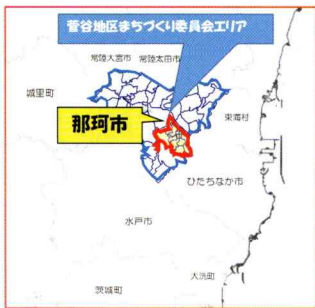 菅谷地区まちづくり委員会エリア
常陸大宮市 常陸太田市
城里町
東海村
那珂市
ひたちなか市
水戸市
大洗町
茨城町